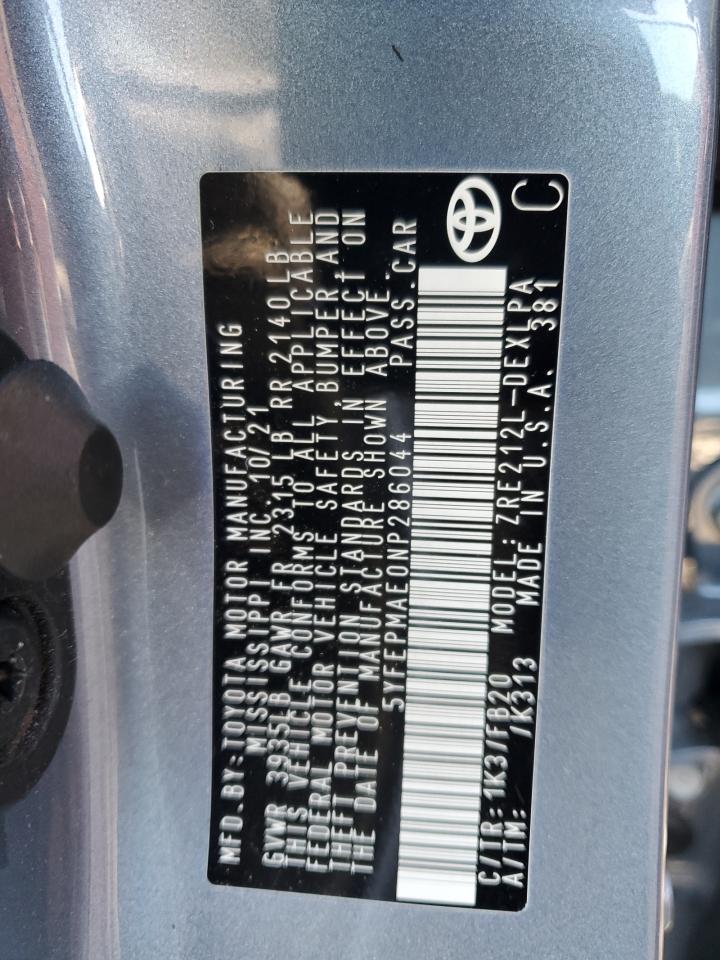 MFD.BY:TOYOTA MOTOR MANUFACTURING
MISSISSIPPI INC.10/21
GVWR 3935LB GAWR FR 2315 LB RR 2140LB
THIS VEHICLE CONFORMS TO ALL APPLICABLE
FEDERAL MOTOR VEHICLE SAFETY,BUMPER AND
THEFT PREVENTION STANDARDS IN EFFECT ON
THE DATE OF MANUFACTURE SHOWN ABOVE.
5YFEPMAE0NP286044 PASS.CAR
C/TR: 1K3/FB20 MODEL: ZRE212L-DEXLPA
A/TM: /K313 MADE IN U.S.A. 381
C